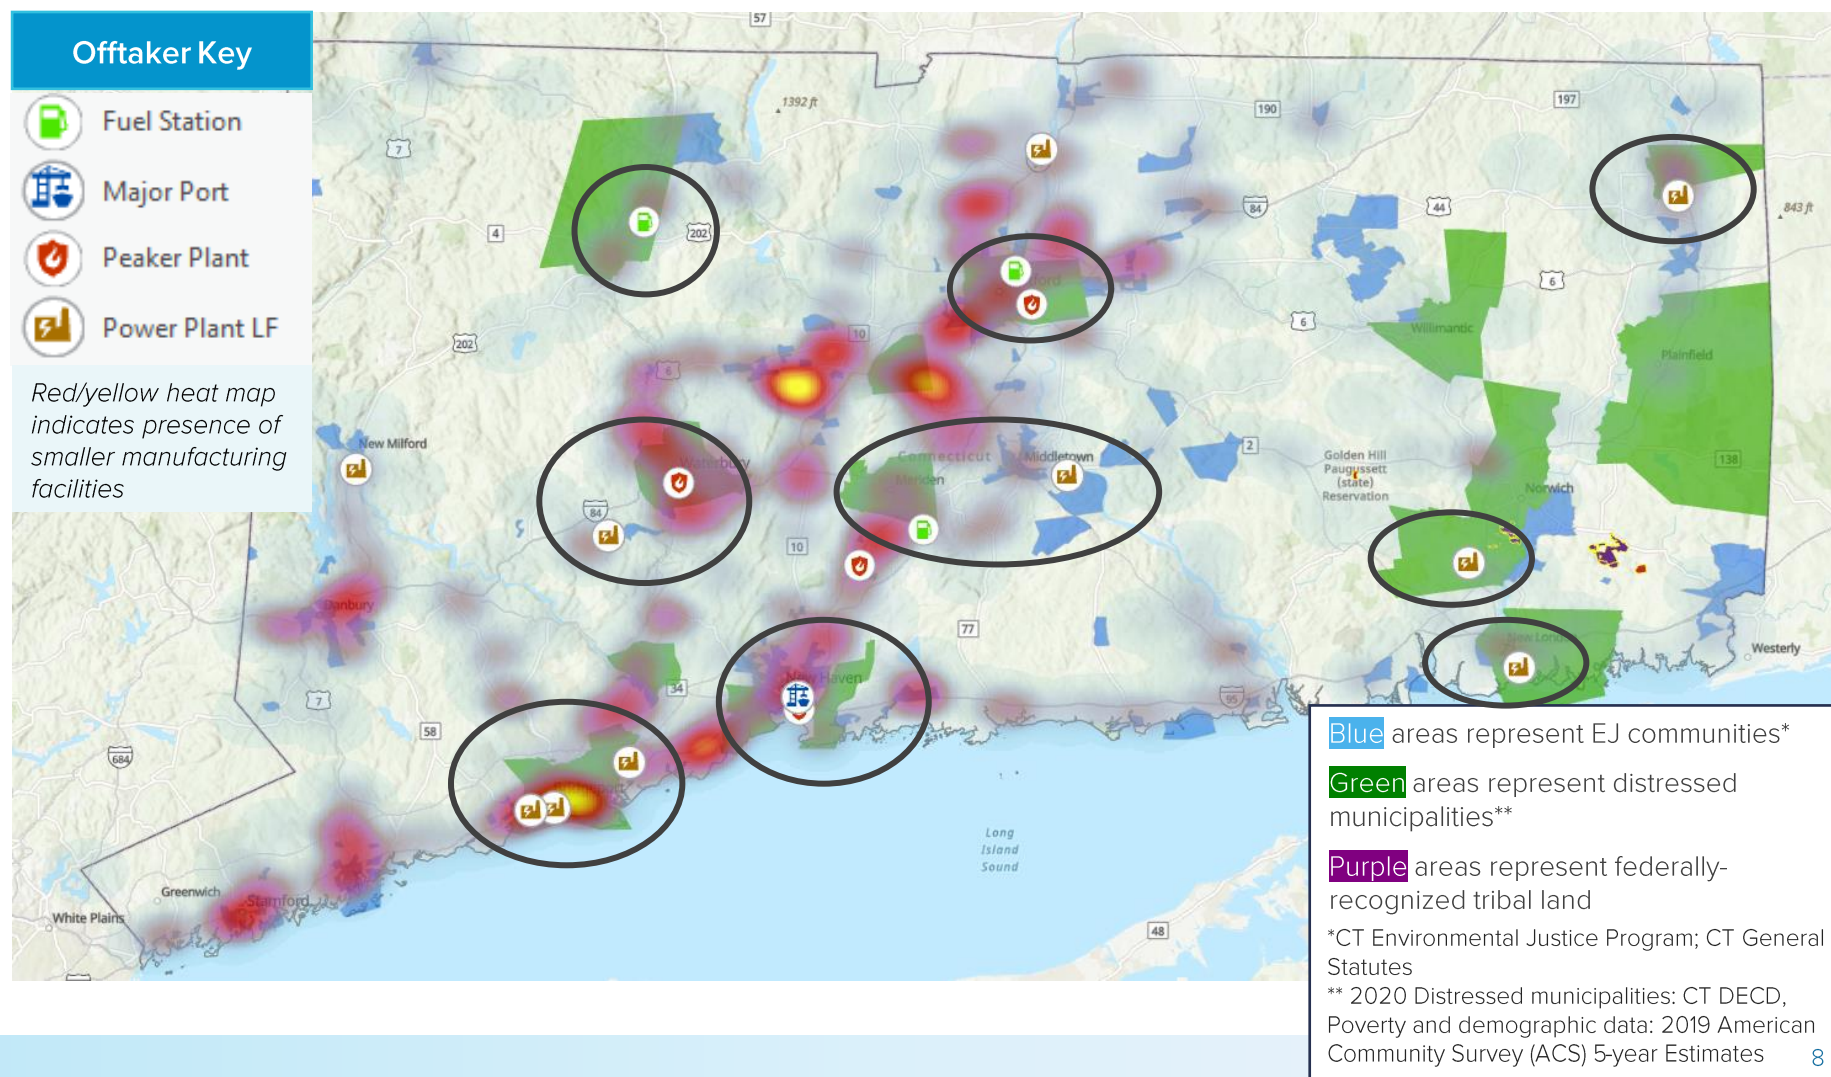 Offtaker Key
Fuel Station
Major Port
Peaker Plant
Power Plant LF
Red/yellow heat map
indicates presence of
smaller manufacturing
facilities
57
1392 ft
190
197
7
4
202
84
44
843 ft
6
10
6
Willimantic
202
6
Plainfield
New Milford
Waterbury
Connecticut
Meriden
Middletown
2
Golden Hill
Paugussett
(state)
Reservation
138
Norwich
84
10
Danbury
77
New London
Westerly
New Haven
34
7
95
58
684
Long
Island
Sound
Greenwich
Stamford
White Plains
48
Blue areas represent EJ communities*
Green areas represent distressed
municipalities**
Purple areas represent federally-
recognized tribal land
*CT Environmental Justice Program; CT General
Statutes
** 2020 Distressed municipalities: CT DECD,
Poverty and demographic data: 2019 American
Community Survey (ACS) 5-year Estimates
8